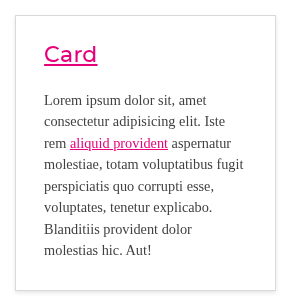 Card
Lorem ipsum dolor sit, amet
consectetur adipisicing elit. Iste
rem aliquid provident aspernatur
molestiae, totam voluptatibus fugit
perspiciatis quo corrupti esse,
voluptates, tenetur explicabo.
Blanditiis provident dolor
molestias hic. Aut!